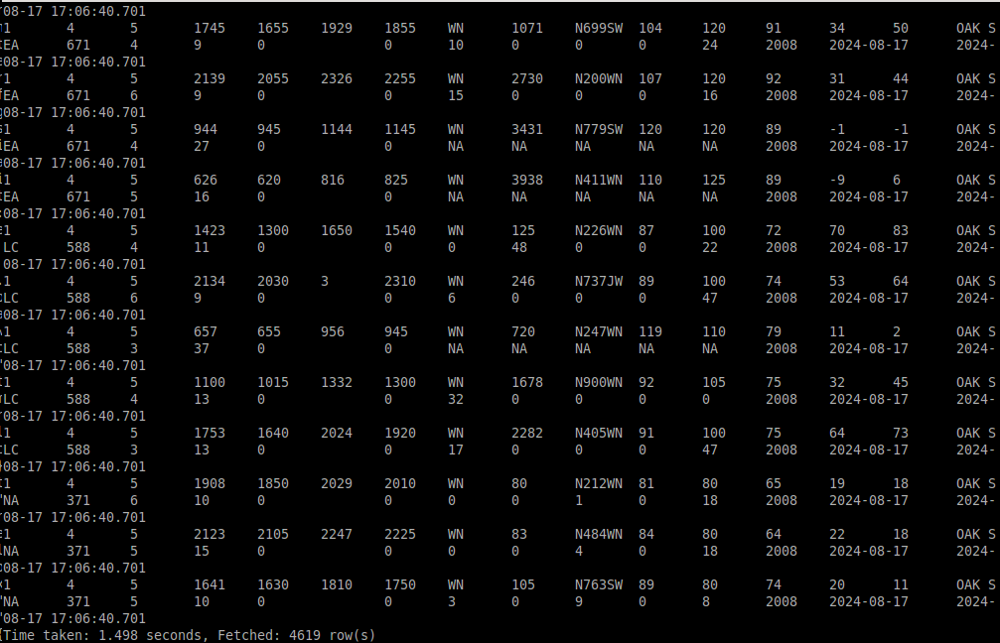 08-17 17:06:40.701
1 4 5 1745 1655 1929 1855 WN 1071 N699SW 104 120 91 34 50 OAK S
EA 671 4 9 0 0 10 0 0 0 24 2008 2024-08-17 2024-
08-17 17:06:40.701
1 4 5 2139 2055 2326 2255 WN 2730 N200WN 107 120 92 31 44 OAK S
EA 671 6 9 0 0 15 0 0 0 16 2008 2024-08-17 2024-
08-17 17:06:40.701
1 4 5 944 945 1144 1145 WN 3431 N779SW 120 120 89 -1 -1 OAK S
EA 671 4 27 0 0 NA NA NA NA NA 2008 2024-08-17 2024-
08-17 17:06:40.701
1 4 5 626 620 816 825 WN 3938 N411WN 110 125 89 -9 6 OAK S
EA 671 5 16 0 0 NA NA NA NA NA 2008 2024-08-17 2024-
08-17 17:06:40.701
1 4 5 1423 1300 1650 1540 WN 125 N226WN 87 100 72 70 83 OAK S
LC 588 4 11 0 0 0 48 0 0 22 2008 2024-08-17 2024-
08-17 17:06:40.701
1 4 5 2134 2030 3 2310 WN 246 N737JW 89 100 74 53 64 OAK S
LC 588 6 9 0 0 6 0 0 0 47 2008 2024-08-17 2024-
08-17 17:06:40.701
1 4 5 657 655 956 945 WN 720 N247WN 119 110 79 11 2 OAK S
LC 588 3 37 0 0 NA NA NA NA NA 2008 2024-08-17 2024-
08-17 17:06:40.701
1 4 5 1100 1015 1332 1300 WN 1678 N900WN 92 105 75 32 45 OAK S
LC 588 4 13 0 0 32 0 0 0 0 2008 2024-08-17 2024-
08-17 17:06:40.701
1 4 5 1753 1640 2024 1920 WN 2282 N405WN 91 100 75 64 73 OAK S
LC 588 3 13 0 0 17 0 0 0 47 2008 2024-08-17 2024-
08-17 17:06:40.701
1 4 5 1908 1850 2029 2010 WN 80 N212WN 81 80 65 19 18 OAK S
NA 371 6 10 0 0 0 0 1 0 18 2008 2024-08-17 2024-
08-17 17:06:40.701
1 4 5 2123 2105 2247 2225 WN 83 N484WN 84 80 64 22 18 OAK S
NA 371 5 15 0 0 0 0 4 0 18 2008 2024-08-17 2024-
08-17 17:06:40.701
1 4 5 1641 1630 1810 1750 WN 105 N763SW 89 80 74 20 11 OAK S
NA 371 5 10 0 0 3 0 9 0 8 2008 2024-08-17 2024-
08-17 17:06:40.701
Time taken: 1.498 seconds, Fetched: 4619 row(s)